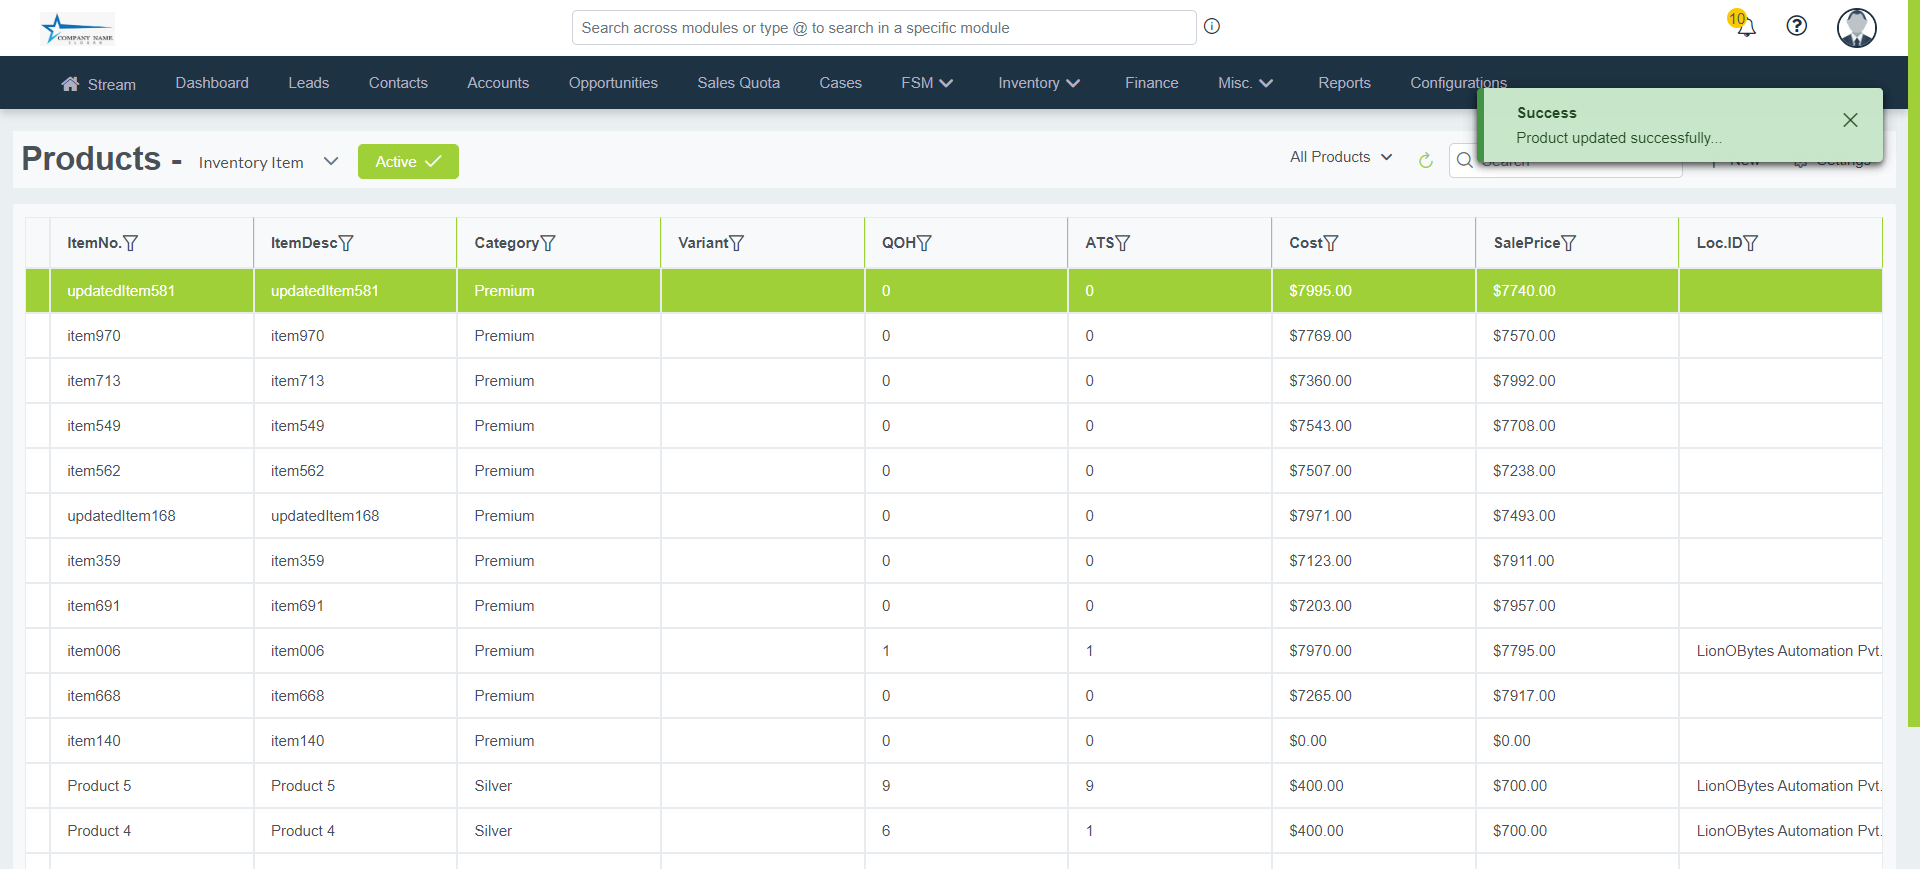 COMPANY NAME
Search across modules or type @ to search in a specific module
10
Stream Dashboard Leads Contacts Accounts Opportunities Sales Quota Cases FSM Inventory Finance Misc. Reports Configurations
Success
Product updated successfully...
Products - Inventory Item Active All Products Search New Settings
ItemNo. ItemDesc Category Variant QOH ATS Cost SalePrice Loc.ID
updatedItem581 updatedItem581 Premium 0 0 $7995.00 $7740.00
item970 item970 Premium 0 0 $7769.00 $7570.00
item713 item713 Premium 0 0 $7360.00 $7992.00
item549 item549 Premium 0 0 $7543.00 $7708.00
item562 item562 Premium 0 0 $7507.00 $7238.00
updatedItem168 updatedItem168 Premium 0 0 $7971.00 $7493.00
item359 item359 Premium 0 0 $7123.00 $7911.00
item691 item691 Premium 0 0 $7203.00 $7957.00
item006 item006 Premium 1 1 $7970.00 $7795.00 LionOBytes Automation Pvt.
item668 item668 Premium 0 0 $7265.00 $7917.00
item140 item140 Premium 0 0 $0.00 $0.00
Product 5 Product 5 Silver 9 9 $400.00 $700.00 LionOBytes Automation Pvt.
Product 4 Product 4 Silver 6 1 $400.00 $700.00 LionOBytes Automation Pvt.